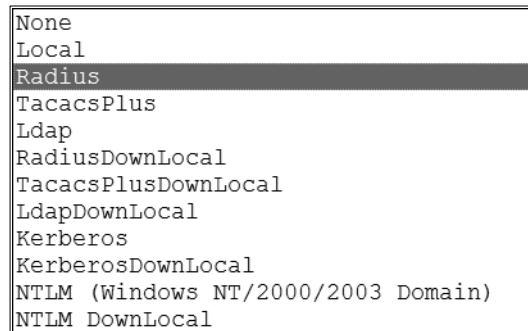 None
Local
Radius
TacacsPlus
Ldap
RadiusDownLocal
TacacsPlusDownLocal
LdapDownLocal
Kerberos
KerberosDownLocal
NTLM (Windows NT/2000/2003 Domain)
NTLM DownLocal